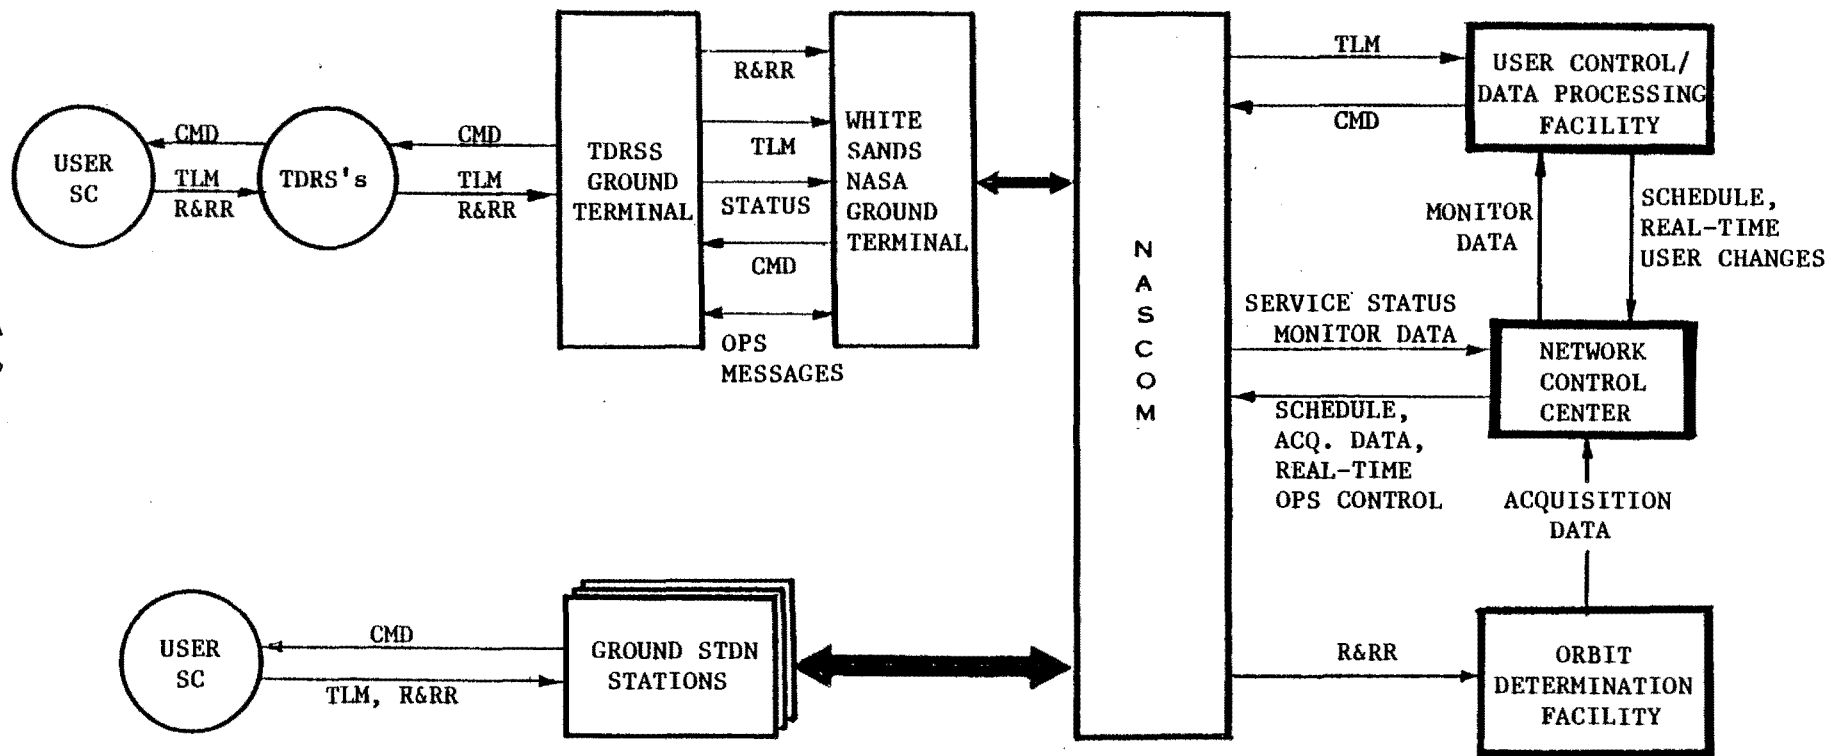 USER
SC
CMD
TLM
R&RR
TDRS's
CMD
TLM
R&RR
TDRSS
GROUND
TERMINAL
R&RR
TLM
STATUS
CMD
OPS
MESSAGES
WHITE
SANDS
NASA
GROUND
TERMINAL
NASCOM
TLM
CMD
USER CONTROL/
DATA PROCESSING
FACILITY
MONITOR
DATA
SCHEDULE,
REAL-TIME
USER CHANGES
SERVICE STATUS
MONITOR DATA
SCHEDULE,
ACQ. DATA,
REAL-TIME
OPS CONTROL
NETWORK
CONTROL
CENTER
ACQUISITION
DATA
USER
SC
CMD
TLM, R&RR
GROUND STDN
STATIONS
R&RR
ORBIT
DETERMINATION
FACILITY